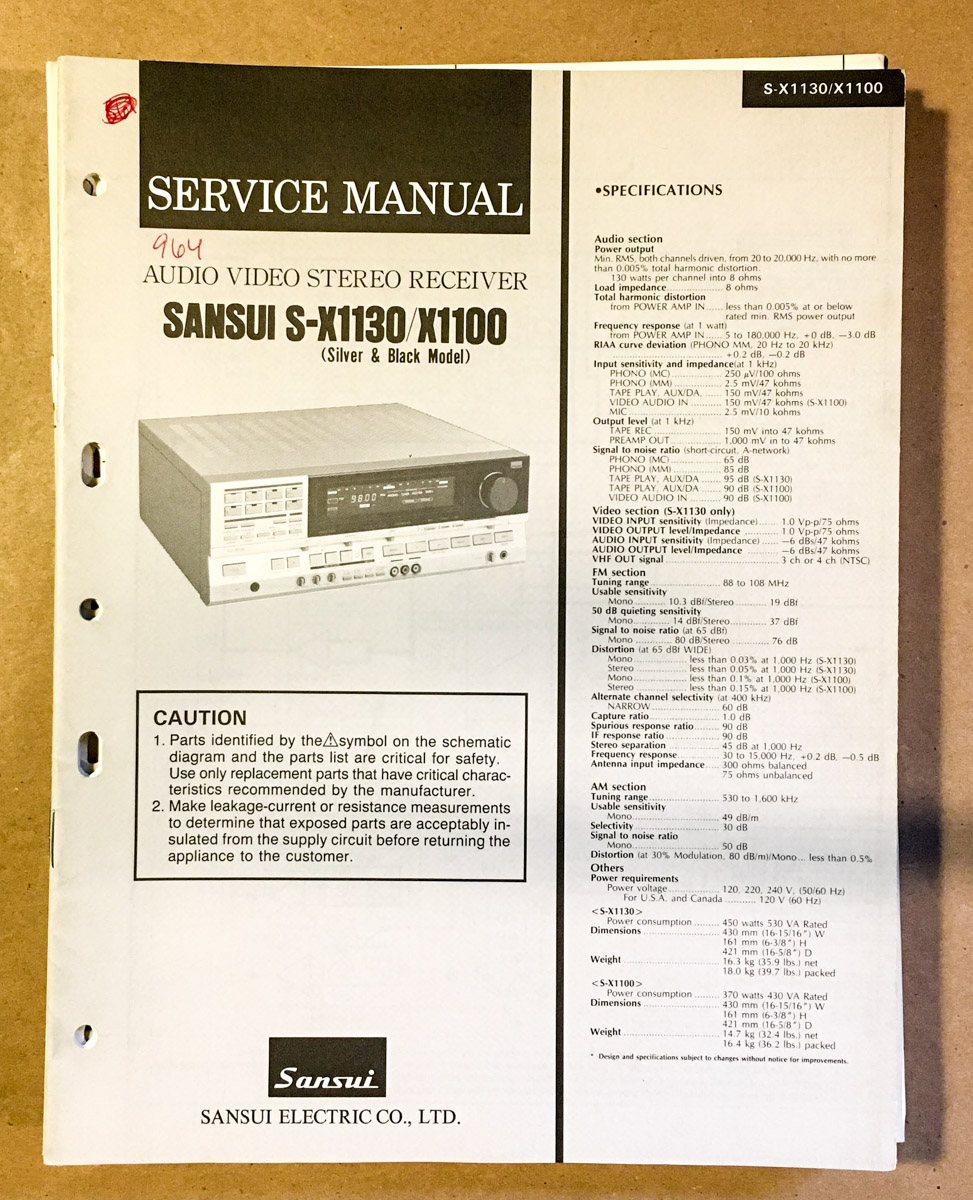 S-X1130/X1100
SERVICE MANUAL
964
AUDIO VIDEO STEREO RECEIVER
SANSUI S-X1130/X1100
(Silver & Black Model)
98.00
CAUTION
1. Parts identified by the⚠symbol on the schematic
diagram and the parts list are critical for safety.
Use only replacement parts that have critical charac-
teristics recommended by the manufacturer.
2. Make leakage-current or resistance measurements
to determine that exposed parts are acceptably in-
sulated from the supply circuit before returning the
appliance to the customer.
Sansui
SANSUI ELECTRIC CO., LTD.
•SPECIFICATIONS
Audio section
Power output
Min. RMS, both channels driven, from 20 to 20,000 Hz, with no more
than 0.005% total harmonic distortion.
130 watts per channel into 8 ohms
Load impedance................... 8 ohms
Total harmonic distortion
from POWER AMP IN...... less than 0.005% at or below
rated min. RMS power output
Frequency response (at 1 watt)
from POWER AMP IN...... 5 to 180,000 Hz, +0 dB, −3.0 dB
RIAA curve deviation (PHONO MM, 20 Hz to 20 kHz)
................................... +0.2 dB, −0.2 dB
Input sensitivity and impedance(at 1 kHz)
PHONO (MC) ................. 250 µV/100 ohms
PHONO (MM) ................ 2.5 mV/47 kohms
TAPE PLAY, AUX/DA. ...... 150 mV/47 kohms
VIDEO AUDIO IN ........... 150 mV/47 kohms (S-X1100)
MIC ............................... 2.5 mV/10 kohms
Output level (at 1 kHz)
TAPE REC....................... 150 mV into 47 kohms
PREAMP OUT................. 1,000 mV in to 47 kohms
Signal to noise ratio (short-circuit, A-network)
PHONO (MC) ................. 65 dB
PHONO (MM)................. 85 dB
TAPE PLAY, AUX/DA ....... 95 dB (S-X1130)
TAPE PLAY, AUX/DA ....... 90 dB (S-X1100)
VIDEO AUDIO IN ........... 90 dB (S-X1100)
Video section (S-X1130 only)
VIDEO INPUT sensitivity (Impedance)...... 1.0 Vp-p/75 ohms
VIDEO OUTPUT level/Impedance ........... 1.0 Vp-p/75 ohms
AUDIO INPUT sensitivity (Impedance) ..... −6 dBs/47 kohms
AUDIO OUTPUT level/Impedance .......... −6 dBs/47 kohms
VHF OUT signal .................................. 3 ch or 4 ch (NTSC)
FM section
Tuning range....................... 88 to 108 MHz
Usable sensitivity
Mono........... 10.3 dBf/Stereo........... 19 dBf
50 dB quieting sensitivity
Mono............. 14 dBf/Stereo............. 37 dBf
Signal to noise ratio (at 65 dBf)
Mono ............ 80 dB/Stereo ............. 76 dB
Distortion (at 65 dBf WIDE)
Mono ................... less than 0.03% at 1,000 Hz (S-X1130)
Stereo .................. less than 0.05% at 1,000 Hz (S-X1130)
Mono................... less than 0.1% at 1,000 Hz (S-X1100)
Stereo .................. less than 0.15% at 1,000 Hz (S-X1100)
Alternate channel selectivity (at 400 kHz)
NARROW....................... 60 dB
Capture ratio....................... 1.0 dB
Spurious response ratio......... 90 dB
IF response ratio .................. 90 dB
Stereo separation ................. 45 dB at 1,000 Hz
Frequency response.............. 30 to 15,000 Hz, +0.2 dB, −0.5 dB
Antenna input impedance..... 300 ohms balanced
75 ohms unbalanced
AM section
Tuning range....................... 530 to 1,600 kHz
Usable sensitivity
Mono............................ 49 dB/m
Selectivity ........................... 30 dB
Signal to noise ratio
Mono............................ 50 dB
Distortion (at 30% Modulation, 80 dB/m)/Mono... less than 0.5%
Others
Power requirements
Power voltage................. 120, 220, 240 V, (50/60 Hz)
For U.S.A. and Canada .......... 120 V (60 Hz)
<S-X1130>
Power consumption ........ 450 watts 530 VA Rated
Dimensions ......................... 430 mm (16-15/16″) W
161 mm (6-3/8″) H
421 mm (16-5/8″) D
Weight ............................... 16.3 kg (35.9 lbs.) net
18.0 kg (39.7 lbs.) packed
<S-X1100>
Power consumption ......... 370 watts 430 VA Rated
Dimensions ......................... 430 mm (16-15/16″) W
161 mm (6-3/8″) H
421 mm (16-5/8″) D
Weight ............................... 14.7 kg (32.4 lbs.) net
16.4 kg (36.2 lbs.) packed
* Design and specifications subject to changes without notice for improvements.